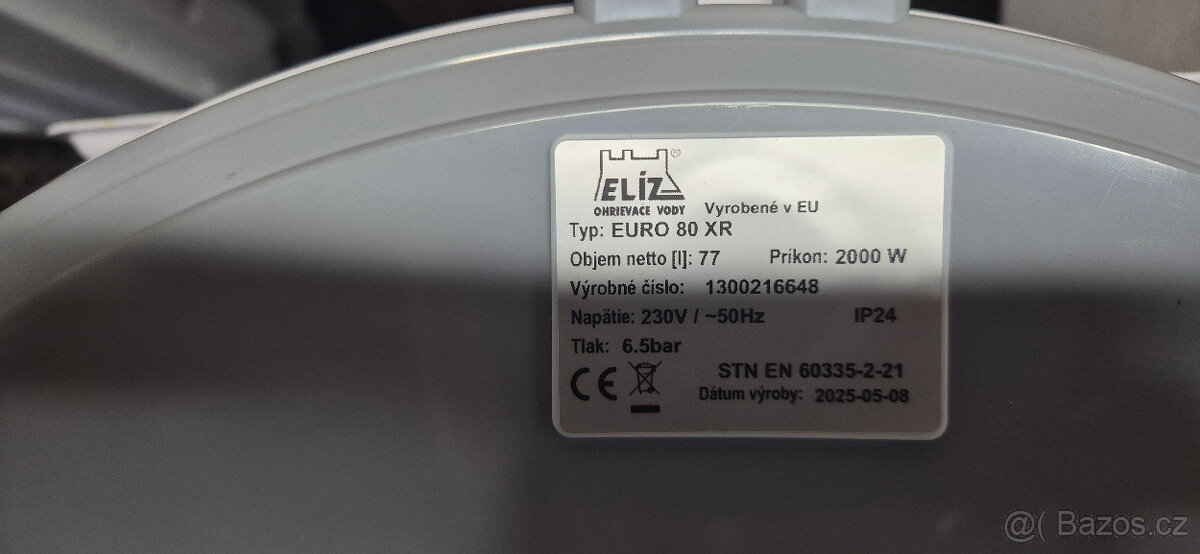 ELÍZ ®
OHRIEVACE VODY
Vyrobené v EU
Typ: EURO 80 XR
Objem netto [l]: 77 Príkon: 2000 W
Výrobné číslo: 1300216648
Napätie: 230V / ~50Hz IP24
Tlak: 6.5bar
STN EN 60335-2-21
CE Dátum výroby: 2025-05-08
@( Bazos.cz